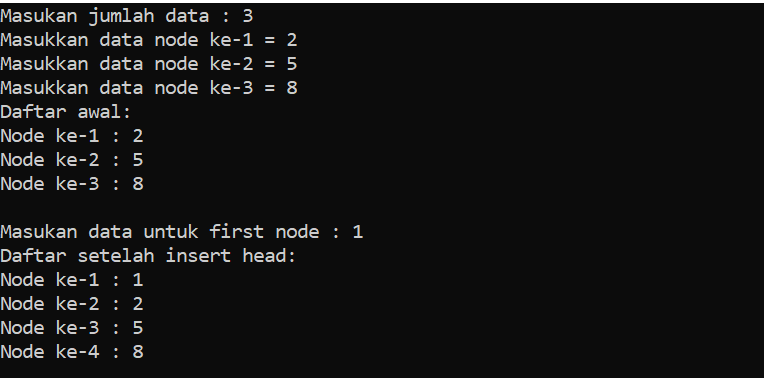 Masukan jumlah data : 3
Masukkan data node ke-1 = 2
Masukkan data node ke-2 = 5
Masukkan data node ke-3 = 8
Daftar awal:
Node ke-1 : 2
Node ke-2 : 5
Node ke-3 : 8
Masukan data untuk first node : 1
Daftar setelah insert head:
Node ke-1 : 1
Node ke-2 : 2
Node ke-3 : 5
Node ke-4 : 8